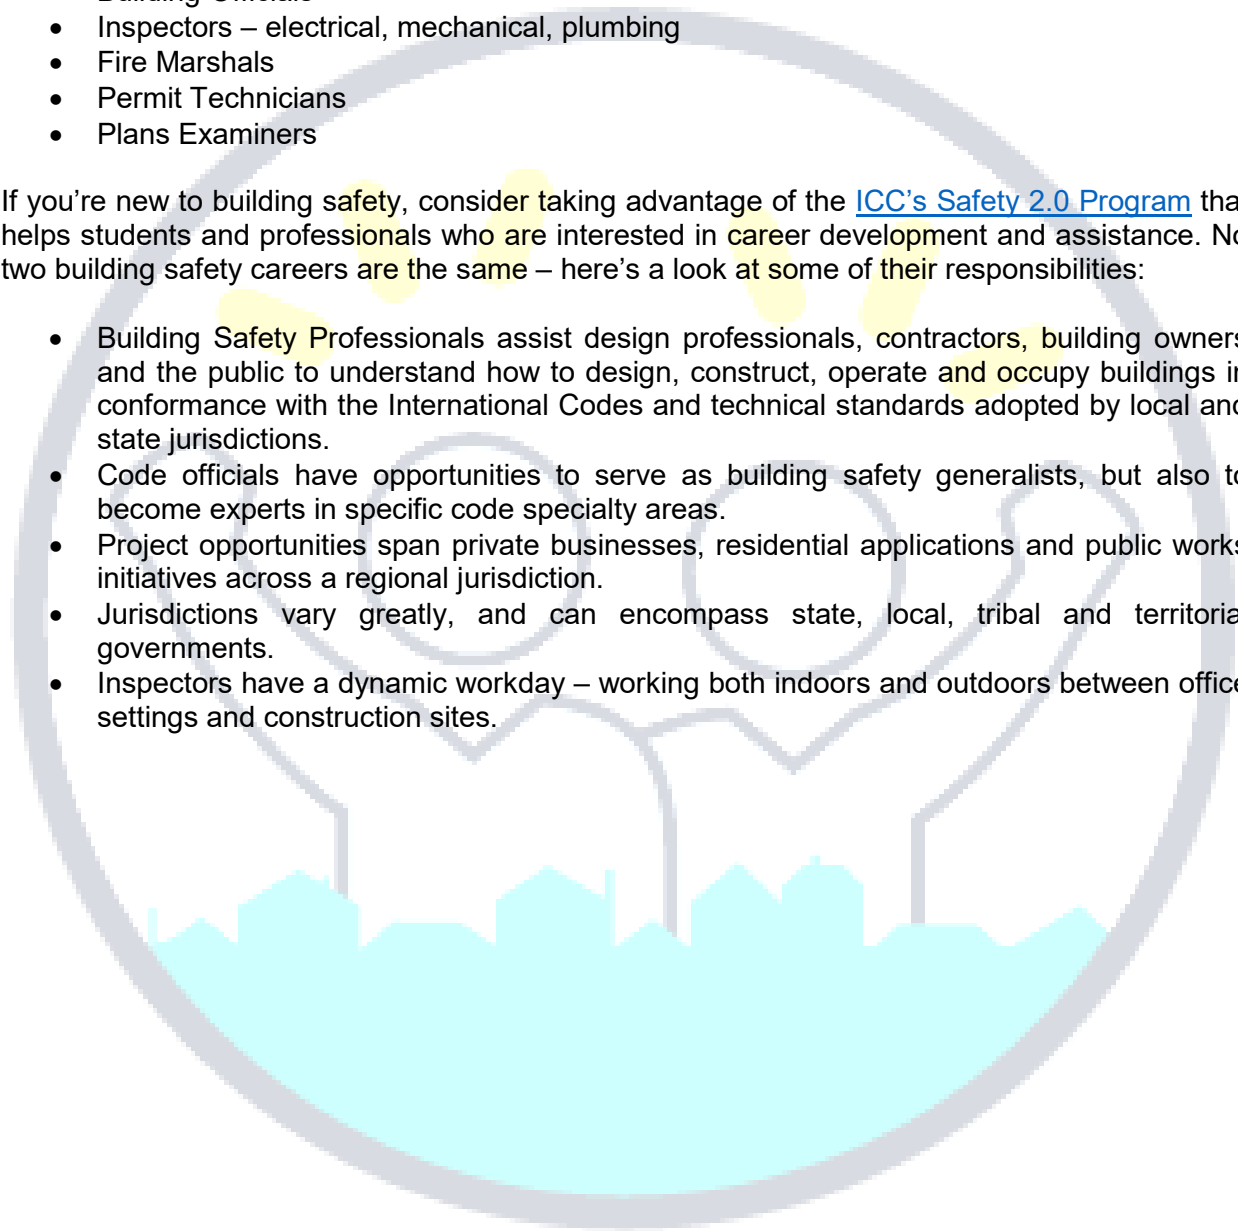 • Building Officials
• Inspectors – electrical, mechanical, plumbing
• Fire Marshals
• Permit Technicians
• Plans Examiners
If you’re new to building safety, consider taking advantage of the ICC’s Safety 2.0 Program tha
helps students and professionals who are interested in career development and assistance. No
two building safety careers are the same – here’s a look at some of their responsibilities:
• Building Safety Professionals assist design professionals, contractors, building owners
and the public to understand how to design, construct, operate and occupy buildings in
conformance with the International Codes and technical standards adopted by local and
state jurisdictions.
• Code officials have opportunities to serve as building safety generalists, but also to
become experts in specific code specialty areas.
• Project opportunities span private businesses, residential applications and public works
initiatives across a regional jurisdiction.
• Jurisdictions vary greatly, and can encompass state, local, tribal and territoria
governments.
• Inspectors have a dynamic workday – working both indoors and outdoors between office
settings and construction sites.